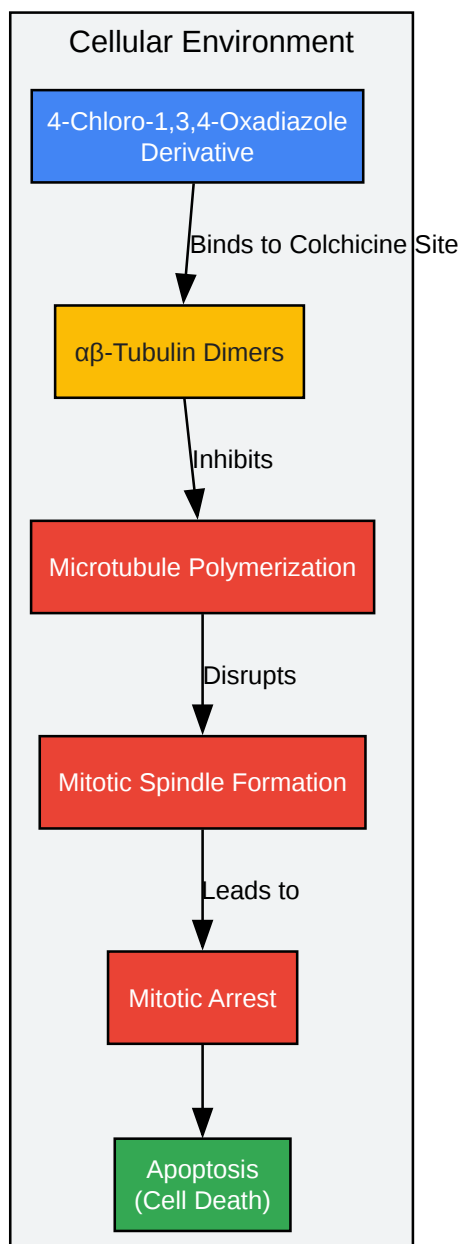 Cellular Environment
4-Chloro-1,3,4-Oxadiazole
Derivative
Binds to Colchicine Site
αβ-Tubulin Dimers
Inhibits
Microtubule Polymerization
Disrupts
Mitotic Spindle Formation
Leads to
Mitotic Arrest
Apoptosis
(Cell Death)